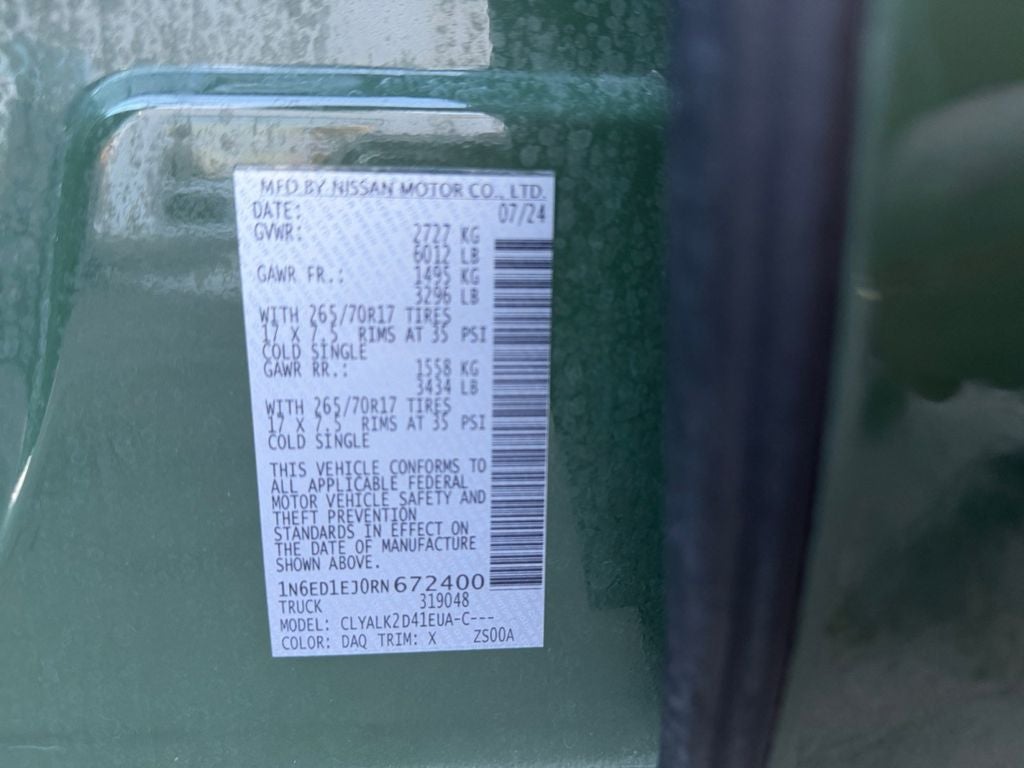 MFD BY NISSAN MOTOR CO., LTD.
DATE: 07/24
GVWR: 2727 KG
6012 LB
GAWR FR.: 1495 KG
3296 LB
WITH 265/70R17 TIRES
17 X 7.5 RIMS AT 35 PSI
COLD SINGLE
GAWR RR.: 1558 KG
3434 LB
WITH 265/70R17 TIRES
17 X 7.5 RIMS AT 35 PSI
COLD SINGLE
THIS VEHICLE CONFORMS TO
ALL APPLICABLE FEDERAL
MOTOR VEHICLE SAFETY AND
THEFT PREVENTION
STANDARDS IN EFFECT ON
THE DATE OF MANUFACTURE
SHOWN ABOVE.
1N6ED1EJ0RN672400
TRUCK 319048
MODEL: CLYALK2D41EUA-C---
COLOR: DAQ TRIM: X ZS00A